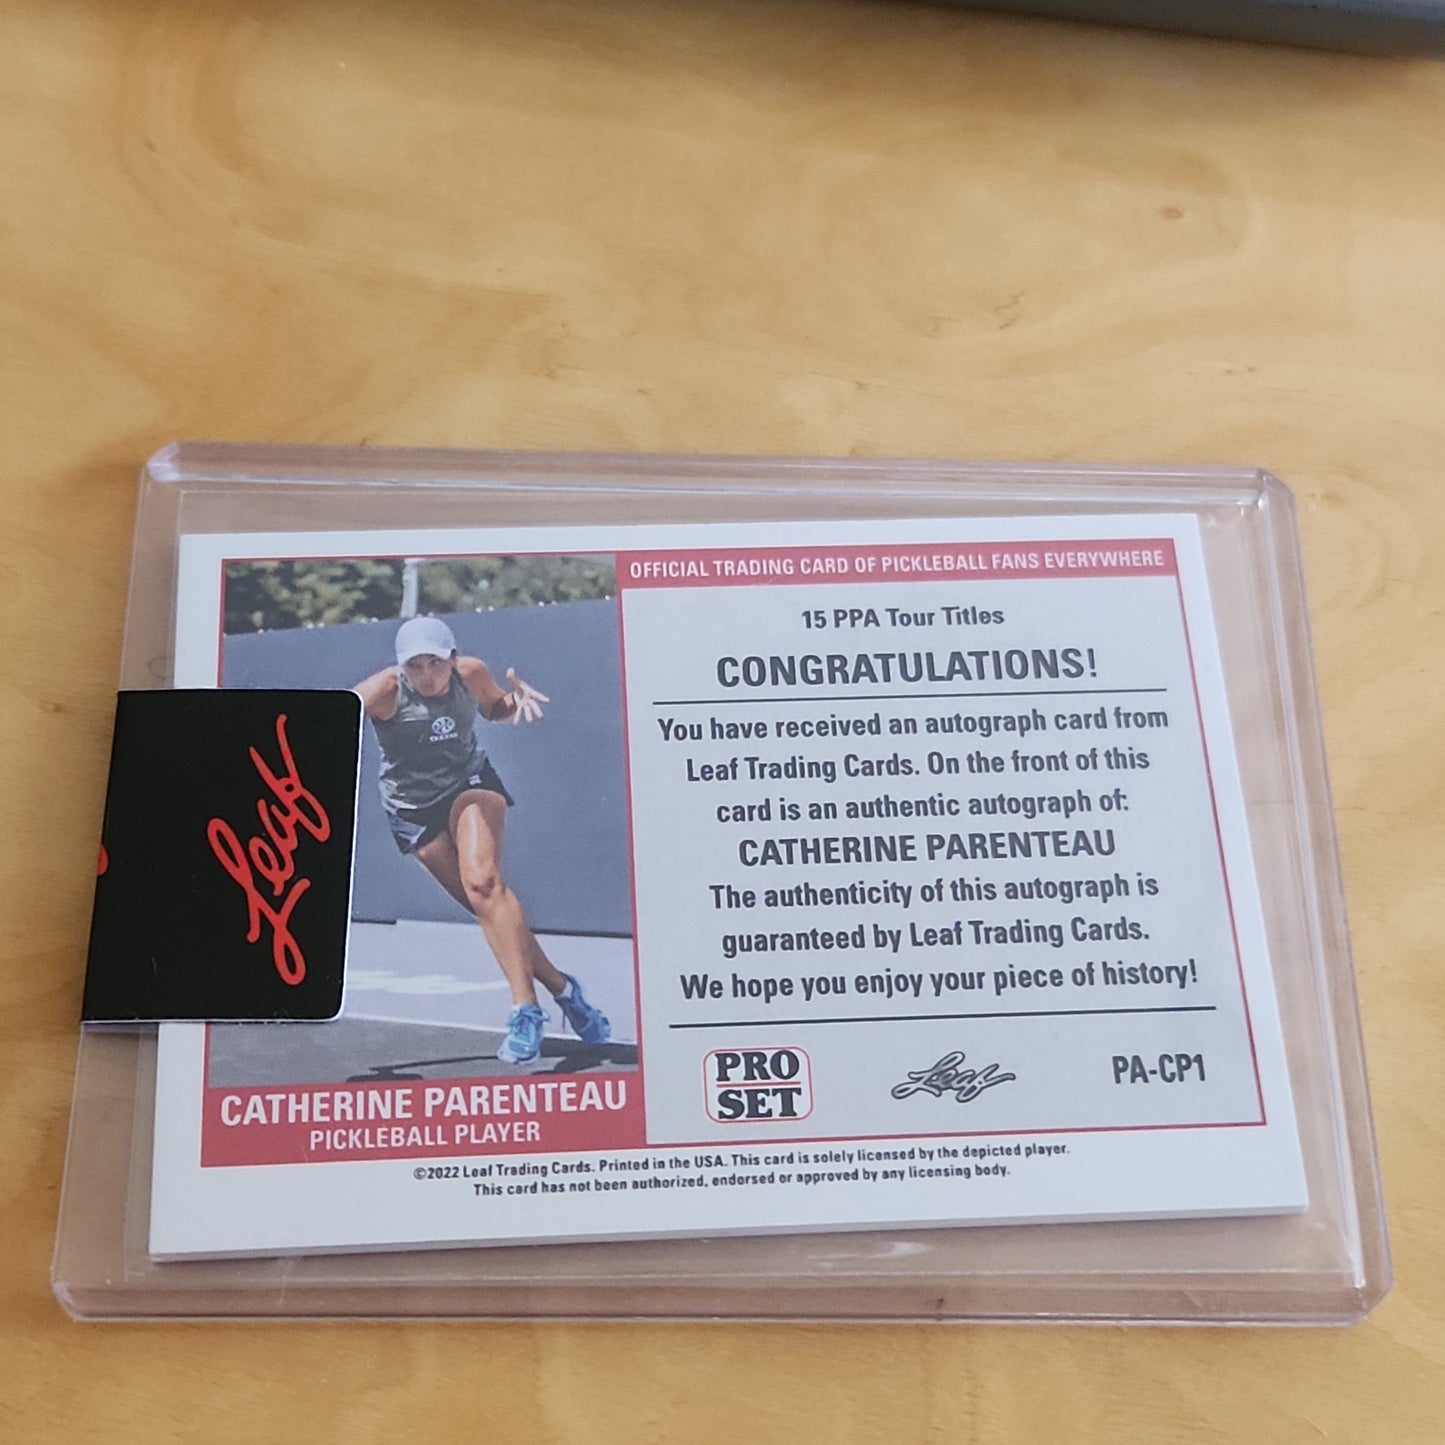 OFFICIAL TRADING CARD OF PICKLEBALL FANS EVERYWHERE
15 PPA Tour Titles
CONGRATULATIONS!
You have received an autograph card from
Leaf Trading Cards. On the front of this
card is an authentic autograph of:
CATHERINE PARENTEAU
The authenticity of this autograph is
guaranteed by Leaf Trading Cards.
We hope you enjoy your piece of history!
PRO
SET
Leaf
PA-CP1
Leaf
CATHERINE PARENTEAU
PICKLEBALL PLAYER
©2022 Leaf Trading Cards. Printed in the USA. This card is solely licensed by the depicted player.
This card has not been authorized, endorsed or approved by any licensing body.